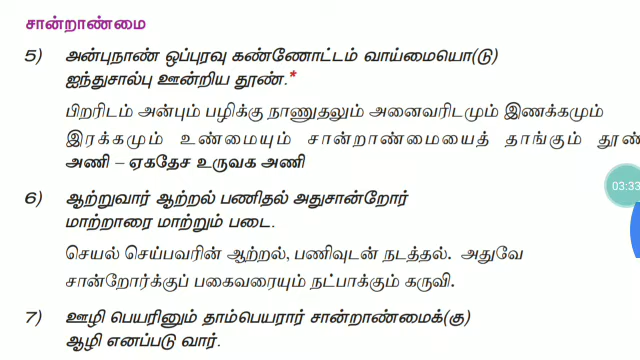 சான்றாண்மை
5) அன்புநாண் ஒப்புரவு கண்ணோட்டம் வாய்மையொ(டு)
ஐந்துசால்பு ஊன்றிய தூண்.*
பிறரிடம் அன்பும் பழிக்கு நாணுதலும் அனைவரிடமும் இணக்கமும்
இரக்கமும் உண்மையும் சான்றாண்மையைத் தாங்கும்
அணி – ஏகதேச உருவக அணி
03:33
6) ஆற்றுவார் ஆற்றல் பணிதல் அதுசான்றோர்
மாற்றாரை மாற்றும் படை.
செயல் செய்பவரின் ஆற்றல், பணிவுடன் நடத்தல். அதுவே
சான்றோர்க்குப் பகைவரையும் நட்பாக்கும் கருவி.
7) ஊழி பெயரினும் தாம்பெயரார் சான்றாண்மைக்(கு)
ஆழி எனப்படு வார்.